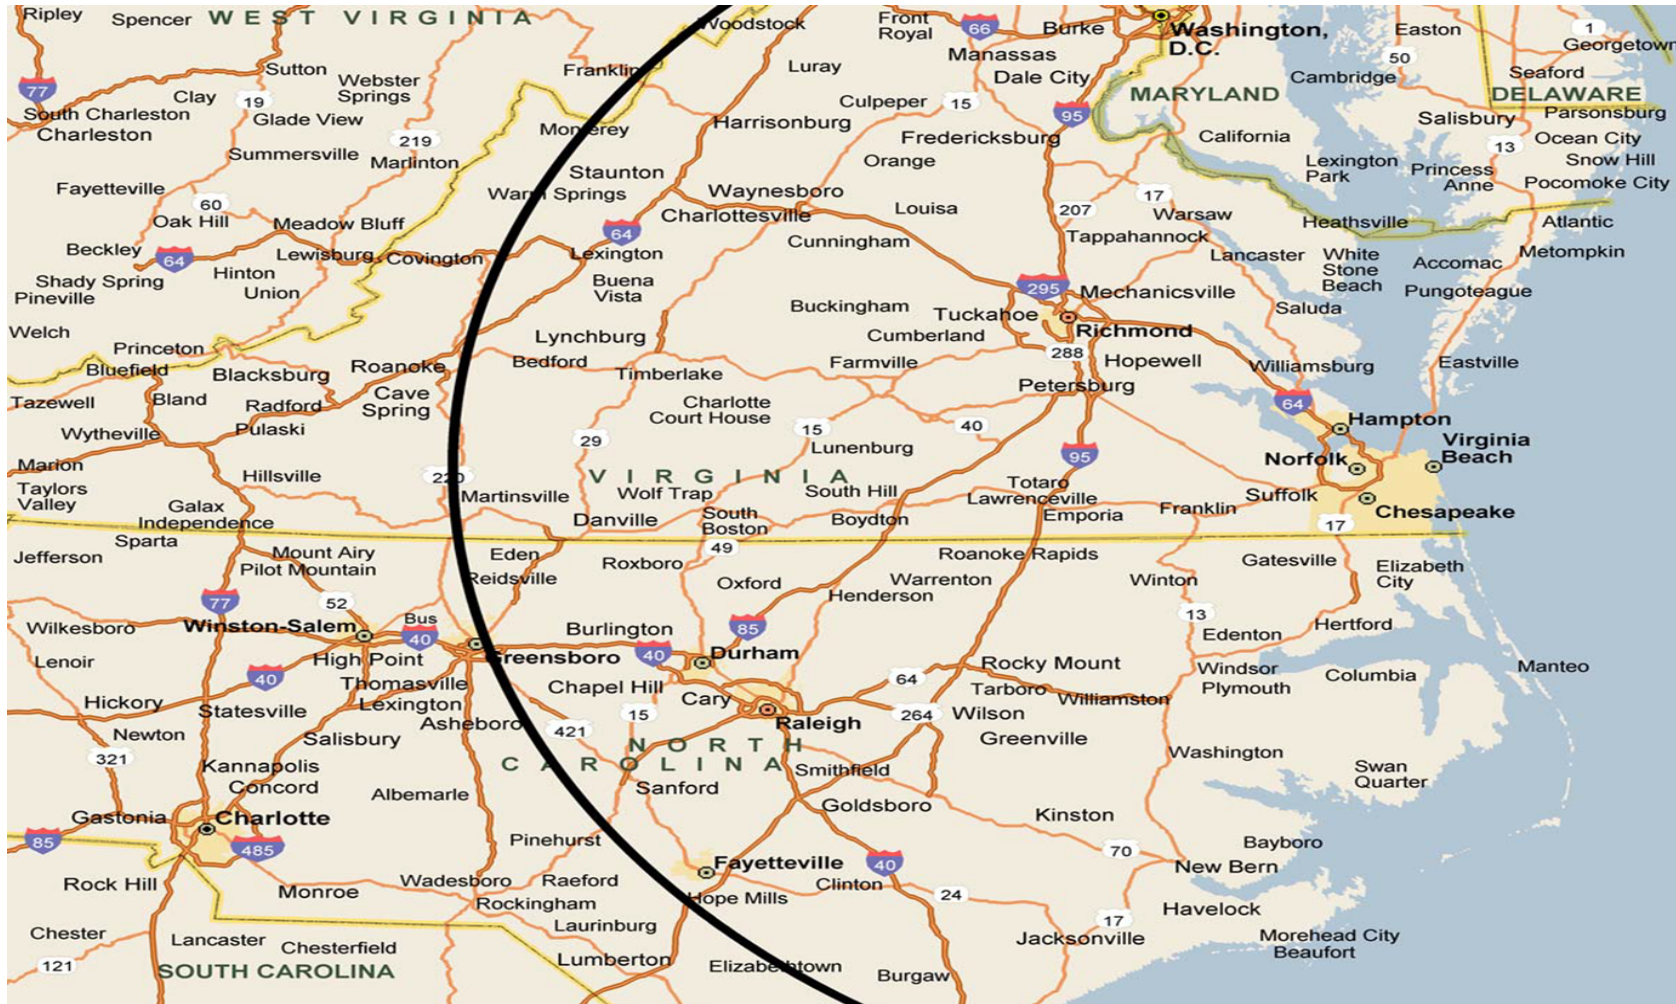 Ripley
Spencer
WEST VIRGINIA
Woodstock
Front
Royal
66
Burke
Washington,
D.C.
Easton
1
Georgetown
Manassas
50
Sutton
Webster
Springs
Franklin
Luray
Dale City
Cambridge
Seaford
77
Clay
19
Culpeper
15
MARYLAND
DELAWARE
South Charleston
Charleston
Glade View
219
Monterey
Harrisonburg
95
Fredericksburg
California
Salisbury
Parsonsburg
13
Ocean City
Summersville
Marlinton
Orange
Lexington
Park
Princess
Anne
Snow Hill
Fayetteville
Staunton
Warm Springs
Waynesboro
17
Pocomoke City
60
Oak Hill
Meadow Bluff
Charlottesville
Louisa
207
Warsaw
Heathsville
Atlantic
Beckley
64
Lewisburg
Covington
64
Lexington
Cunningham
Tappahannock
Lancaster
White
Stone
Beach
Accomac
Metompkin
Shady Spring
Hinton
Union
Pineville
Buena
Vista
295
Mechanicsville
Pungoteague
Buckingham
Tuckahoe
Saluda
Welch
Princeton
Lynchburg
Cumberland
Richmond
Bluefield
Blacksburg
Roanoke
Bedford
Timberlake
Farmville
288
Hopewell
Williamsburg
Eastville
Tazewell
Bland
Radford
Cave
Spring
Charlotte
Court House
Petersburg
64
Wytheville
Pulaski
29
15
40
Hampton
Lunenburg
95
Norfolk
Virginia
Beach
Marion
Hillsville
220
VIRGINIA
Taylors
Valley
Martinsville
Wolf Trap
South Hill
Totaro
Lawrenceville
Suffolk
Galax
Independence
Danville
South
Boston
Boydton
Emporia
Franklin
Chesapeake
17
Sparta
Jefferson
Mount Airy
Pilot Mountain
Eden
49
Roanoke Rapids
Gatesville
Elizabeth
City
Reidsville
Roxboro
Oxford
Warrenton
Winton
Henderson
77
52
13
Wilkesboro
Winston-Salem
Bus
40
Burlington
85
Edenton
Hertford
Lenoir
High Point
Greensboro
40
Durham
Rocky Mount
Windsor
Plymouth
Columbia
Manteo
40
Thomasville
Lexington
Chapel Hill
Cary
64
Tarboro
Williamston
Hickory
Statesville
Asheboro
421
15
Raleigh
264
Wilson
Newton
Salisbury
NORTH
CAROLINA
Greenville
Washington
321
Kannapolis
Concord
Smithfield
Swan
Quarter
Albemarle
Sanford
Goldsboro
Gastonia
Charlotte
Kinston
85
485
Pinehurst
Bayboro
Fayetteville
40
70
New Bern
Rock Hill
Monroe
Wadesboro
Raeford
Clinton
24
Rockingham
Hope Mills
Havelock
Laurinburg
17
Chester
Lancaster
Chesterfield
Jacksonville
Morehead City
Beaufort
121
SOUTH CAROLINA
Lumberton
Elizabethtown
Burgaw